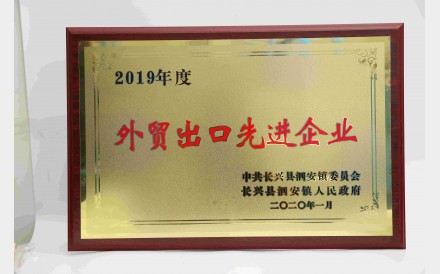 2019年度
外贸出口先进企业
中共长兴县泗安镇委员会
长兴县泗安镇人民政府
二〇二〇年一月